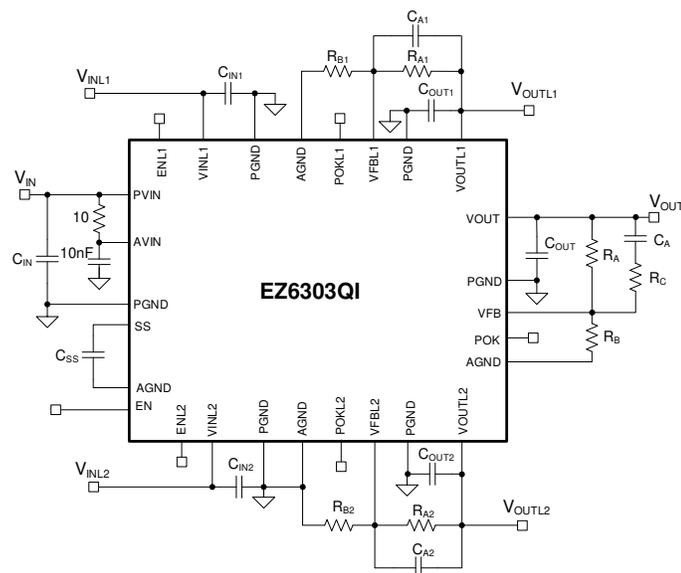 CA1
RB1
RA1
VINL1
CIN1
COUT1
VOUTL1
ENL1
VINL1
PGND
AGND
POKL1
VFBL1
PGND
VOUTL1
VIN
PVIN
10
AVIN
10nF
CIN
PGND
SS
CSS
AGND
EN
EZ6303QI
VOUT
VOUT
COUT
RA
CA
RC
PGND
VFB
POK
RB
AGND
ENL2
VINL2
PGND
AGND
POKL2
VFBL2
PGND
VOUTL2
VINL2
CIN2
COUT2
RB2
RA2
VOUTL2
CA2